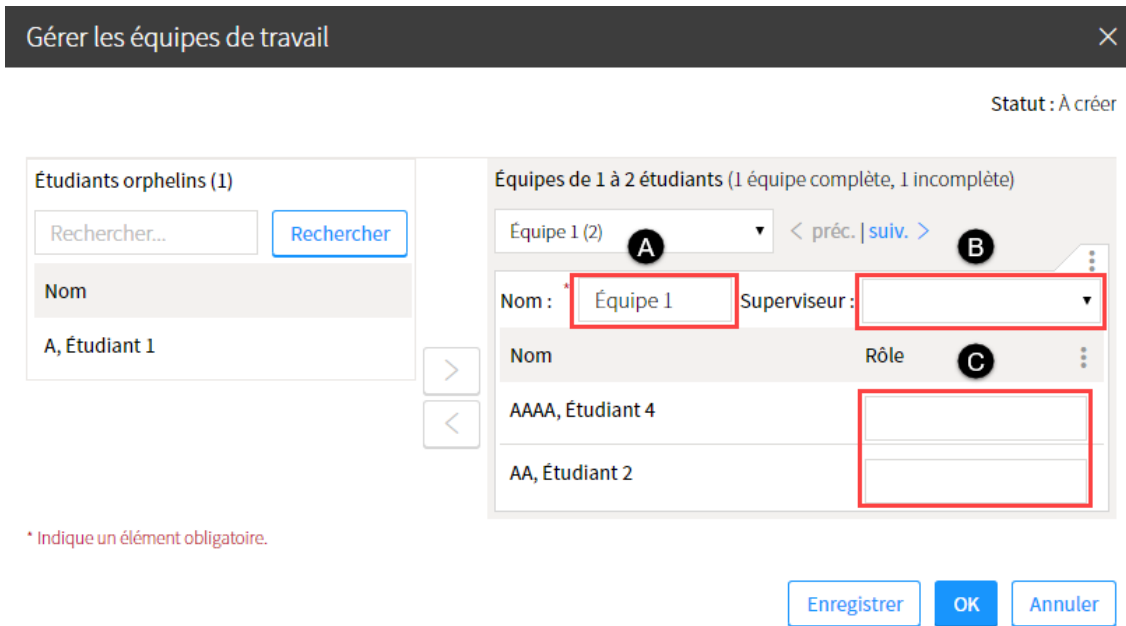 Gérer les équipes de travail
Statut : À créer
Étudiants orphelins (1)
Rechercher...
Rechercher
Nom
A, Étudiant 1
Équipes de 1 à 2 étudiants (1 équipe complète, 1 incomplète)
Équipe 1 (2)
< préc. | suiv. >
A
B
Nom : * Équipe 1 Superviseur :
Nom Rôle
C
AAAA, Étudiant 4
AA, Étudiant 2
* Indique un élément obligatoire.
Enregistrer OK Annuler